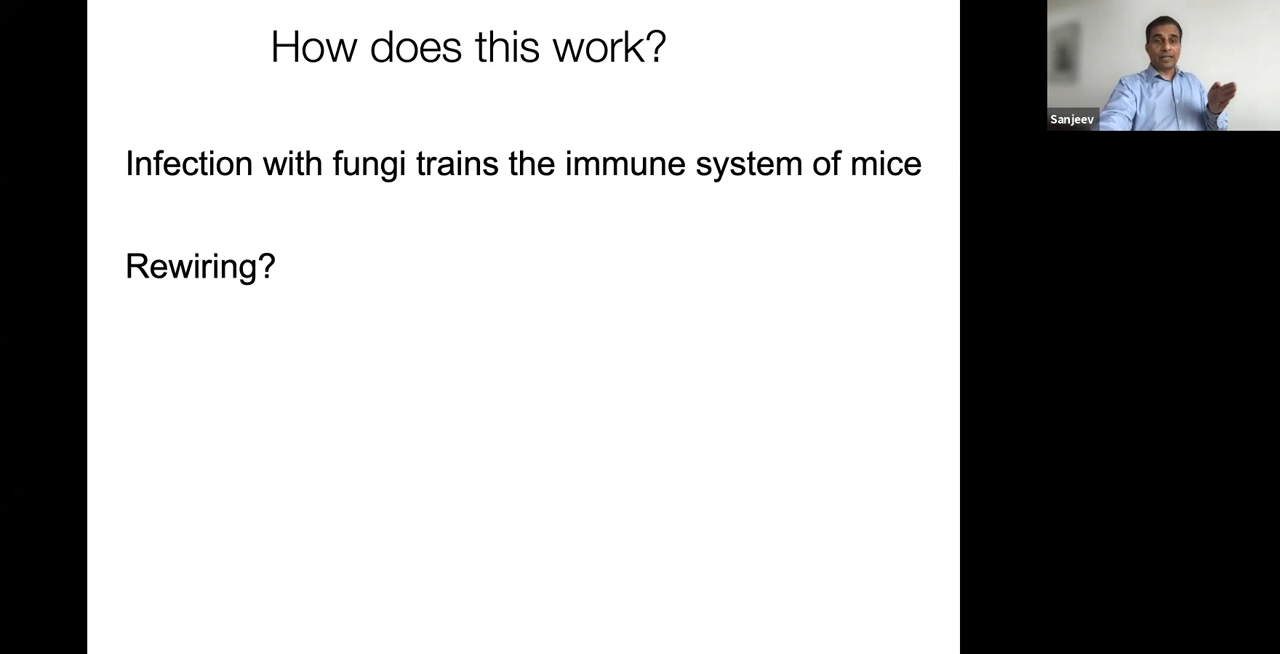 How does this work?
Sanjeev
Infection with fungi trains the immune system of mice
Rewiring?